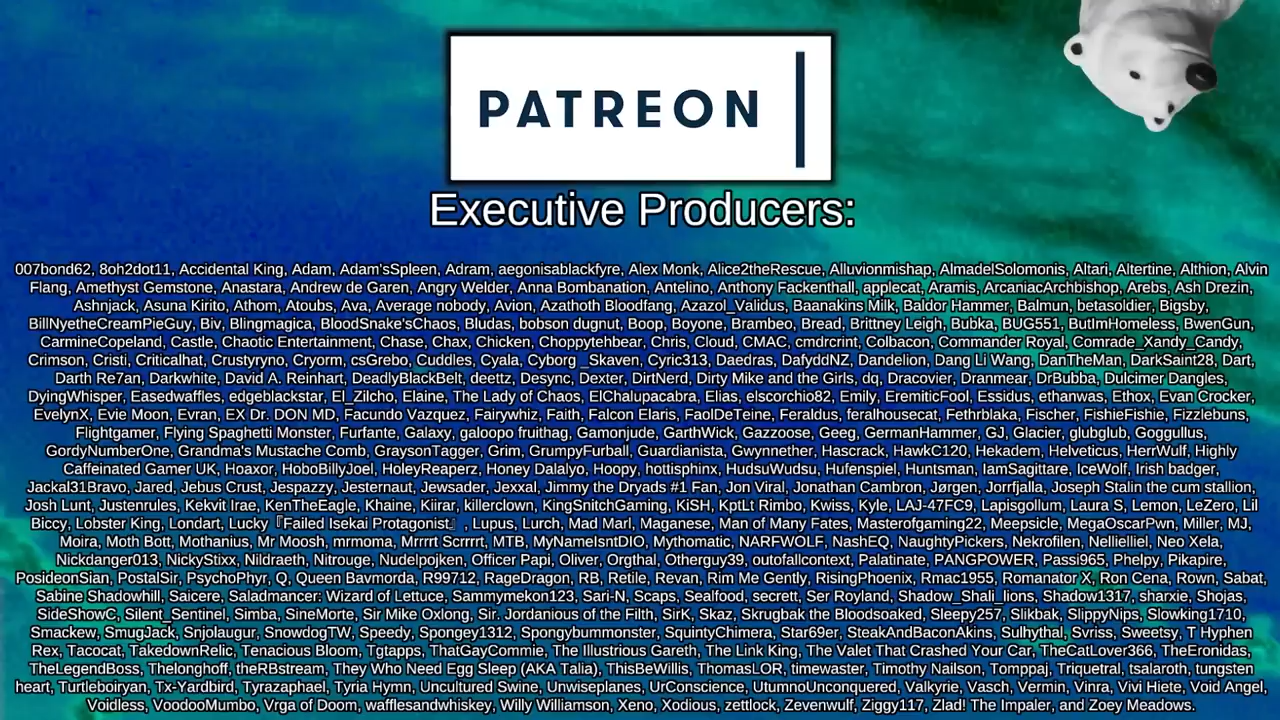 PATREON
Executive Producers:
007bond62, 8oh2dot11, Accidental King, Adam, Adam'sSpleen, Adram, aegonisablackfyre, Alex Monk, Alice2theRescue, Alluvionmishap, AlmadelSolomonis, Altari, Altertine, Althion, Alvin
Flang, Amethyst Gemstone, Anastara, Andrew de Garen, Angry Welder, Anna Bombanation, Antelino, Anthony Fackenthall, applecat, Aramis, ArcaniacArchbishop, Arebs, Ash Drezin,
Ashnjack, Asuna Kirito, Athom, Atoubs, Ava, Average nobody, Avion, Azathoth Bloodfang, Azazol_Validus, Baanakins Milk, Baldor Hammer, Balmun, betasoldier, Bigsby,
BillNyetheCreamPieGuy, Biv, Blingmagica, BloodSnake'sChaos, Bludas, bobson dugnut, Boop, Boyone, Brambeo, Bread, Brittney Leigh, Bubka, BUG551, ButImHomeless, BwenGun,
CarmineCopeland, Castle, Chaotic Entertainment, Chase, Chax, Chicken, Choppytehbear, Chris, Cloud, CMAC, cmdrcrint, Colbacon, Commander Royal, Comrade_Xandy_Candy,
Crimson, Cristi, Criticalhat, Crustyryno, Cryorm, csGrebo, Cuddles, Cyala, Cyborg _Skaven, Cyric313, Daedras, DafyddNZ, Dandelion, Dang Li Wang, DanTheMan, DarkSaint28, Dart,
Darth Re7an, Darkwhite, David A. Reinhart, DeadlyBlackBelt, deettz, Desync, Dexter, DirtNerd, Dirty Mike and the Girls, dq, Dracovier, Dranmear, DrBubba, Dulcimer Dangles,
DyingWhisper, Easedwaffles, edgeblackstar, El_Zilcho, Elaine, The Lady of Chaos, ElChalupacabra, Elias, elscorchio82, Emily, EremiticFool, Essidus, ethanwas, Ethox, Evan Crocker,
EvelynX, Evie Moon, Evran, EX Dr. DON MD, Facundo Vazquez, Fairywhiz, Faith, Falcon Elaris, FaolDeTeine, Feraldus, feralhousecat, Fethrblaka, Fischer, FishieFishie, Fizzlebuns,
Flightgamer, Flying Spaghetti Monster, Furfante, Galaxy, galoopo fruithag, Gamonjude, GarthWick, Gazzoose, Geeg, GermanHammer, GJ, Glacier, glubglub, Goggullus,
GordyNumberOne, Grandma's Mustache Comb, GraysonTagger, Grim, GrumpyFurball, Guardianista, Gwynnether, Hascrack, HawkC120, Hekadem, Helveticus, HerrWulf, Highly
Caffeinated Gamer UK, Hoaxor, HoboBillyJoel, HoleyReaperz, Honey Dalalyo, Hoopy, hottisphinx, HudsuWudsu, Hufenspiel, Huntsman, IamSagittare, IceWolf, Irish badger,
Jackal31Bravo, Jared, Jebus Crust, Jespazzy, Jesternaut, Jewsader, Jexxal, Jimmy the Dryads #1 Fan, Jon Viral, Jonathan Cambron, Jørgen, Jorrfjalla, Joseph Stalin the cum stallion,
Josh Lunt, Justenrules, Kekvit Irae, KenTheEagle, Khaine, Kiirar, killerclown, KingSnitchGaming, KiSH, KptLt Rimbo, Kwiss, Kyle, LAJ-47FC9, Lapisgollum, Laura S, Lemon, LeZero, Lil
Biccy, Lobster King, Londart, Lucky『Failed Isekai Protagonist』, Lupus, Lurch, Mad Marl, Maganese, Man of Many Fates, Masterofgaming22, Meepsicle, MegaOscarPwn, Miller, MJ,
Moira, Moth Bott, Mothanius, Mr Moosh, mrmoma, Mrrrrt Scrrrrt, MTB, MyNameIsntDIO, Mythomatic, NARFWOLF, NashEQ, NaughtyPickers, Nekrofilen, Nellielliel, Neo Xela,
Nickdanger013, NickyStixx, Nildraeth, Nitrouge, Nudelpojken, Officer Papi, Oliver, Orgthal, Otherguy39, outofallcontext, Palatinate, PANGPOWER, Passi965, Phelpy, Pikapire,
PosideonSian, PostalSir, PsychoPhyr, Q, Queen Bavmorda, R99712, RageDragon, RB, Retile, Revan, Rim Me Gently, RisingPhoenix, Rmac1955, Romanator X, Ron Cena, Rown, Sabat,
Sabine Shadowhill, Saicere, Saladmancer: Wizard of Lettuce, Sammymekon123, Sari-N, Scaps, Sealfood, secrett, Ser Royland, Shadow_Shali_lions, Shadow1317, sharxie, Shojas,
SideShowC, Silent_Sentinel, Simba, SineMorte, Sir Mike Oxlong, Sir. Jordanious of the Filth, SirK, Skaz, Skrugbak the Bloodsoaked, Sleepy257, Slikbak, SlippyNips, Slowking1710,
Smackew, SmugJack, Snjolaugur, SnowdogTW, Speedy, Spongey1312, Spongybummonster, SquintyChimera, Star69er, SteakAndBaconAkins, Sulhythal, Svriss, Sweetsy, T Hyphen
Rex, Tacocat, TakedownRelic, Tenacious Bloom, Tgtapps, ThatGayCommie, The Illustrious Gareth, The Link King, The Valet That Crashed Your Car, TheCatLover366, TheEronidas,
TheLegendBoss, Thelonghoff, theRBstream, They Who Need Egg Sleep (AKA Talia), ThisBeWillis, ThomasLOR, timewaster, Timothy Nailson, Tomppaj, Triquetral, tsalaroth, tungsten
heart, Turtleboiryan, Tx-Yardbird, Tyrazaphael, Tyria Hymn, Uncultured Swine, Unwiseplanes, UrConscience, UtumnoUnconquered, Valkyrie, Vasch, Vermin, Vinra, Vivi Hiete, Void Angel,
Voidless, VoodooMumbo, Vrga of Doom, wafflesandwhiskey, Willy Williamson, Xeno, Xodious, zettlock, Zevenwulf, Ziggy117, Zlad! The Impaler, and Zoey Meadows.